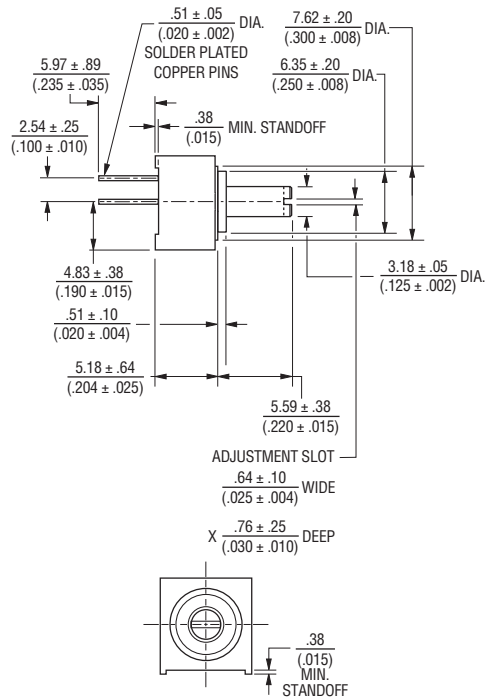 .51 ± .05
(.020 ± .002)
DIA.
SOLDER PLATED
COPPER PINS
7.62 ± .20
(.300 ± .008)
DIA.
5.97 ± .89
(.235 ± .035)
6.35 ± .20
(.250 ± .008)
DIA.
2.54 ± .25
(.100 ± .010)
.38
(.015)
MIN. STANDOFF
4.83 ± .38
(.190 ± .015)
3.18 ± .05
(.125 ± .002)
DIA.
.51 ± .10
(.020 ± .004)
5.18 ± .64
(.204 ± .025)
5.59 ± .38
(.220 ± .015)
ADJUSTMENT SLOT
.64 ± .10
(.025 ± .004)
WIDE
X
.76 ± .25
(.030 ± .010)
DEEP
.38
(.015)
MIN.
STANDOFF